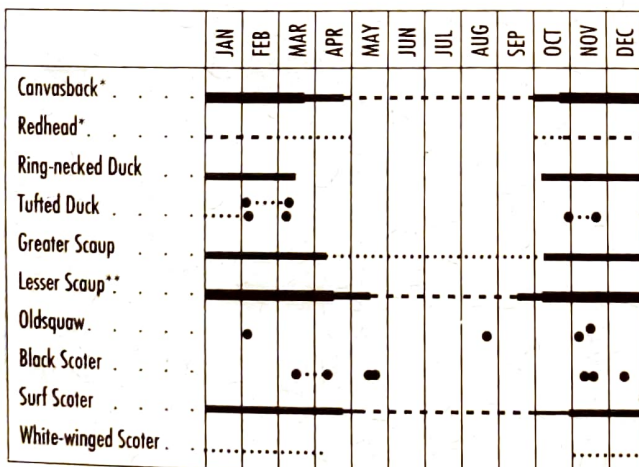 JAN FEB MAR APR MAY JUN JUL AUG SEP OCT NOV DEC
Canvasback* . . . .
Redhead* . . . . .
Ring-necked Duck . .
Tufted Duck . . . .
Greater Scaup . . .
Lesser Scaup** . . .
Oldsquaw . . . . .
Black Scoter . . . .
Surf Scoter . . . .
White-winged Scoter .